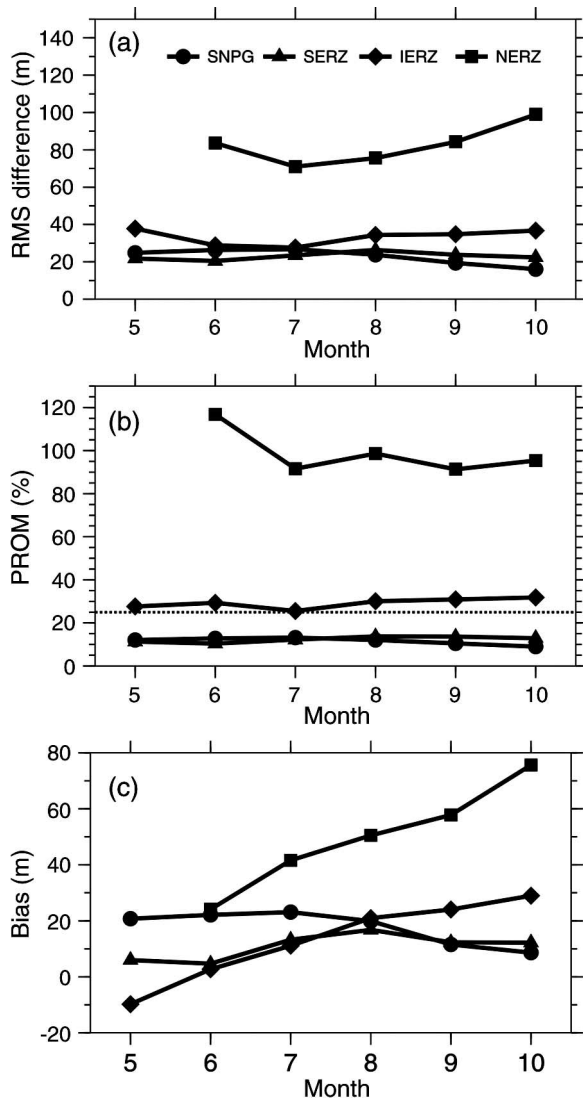 (a)
SNPG SERZ IERZ NERZ
RMS difference (m)
140
120
100
80
60
40
20
0
5 6 7 8 9 10
Month
(b)
PROM (%)
120
100
80
60
40
20
0
5 6 7 8 9 10
Month
(c)
Bias (m)
80
60
40
20
0
-20
5 6 7 8 9 10
Month